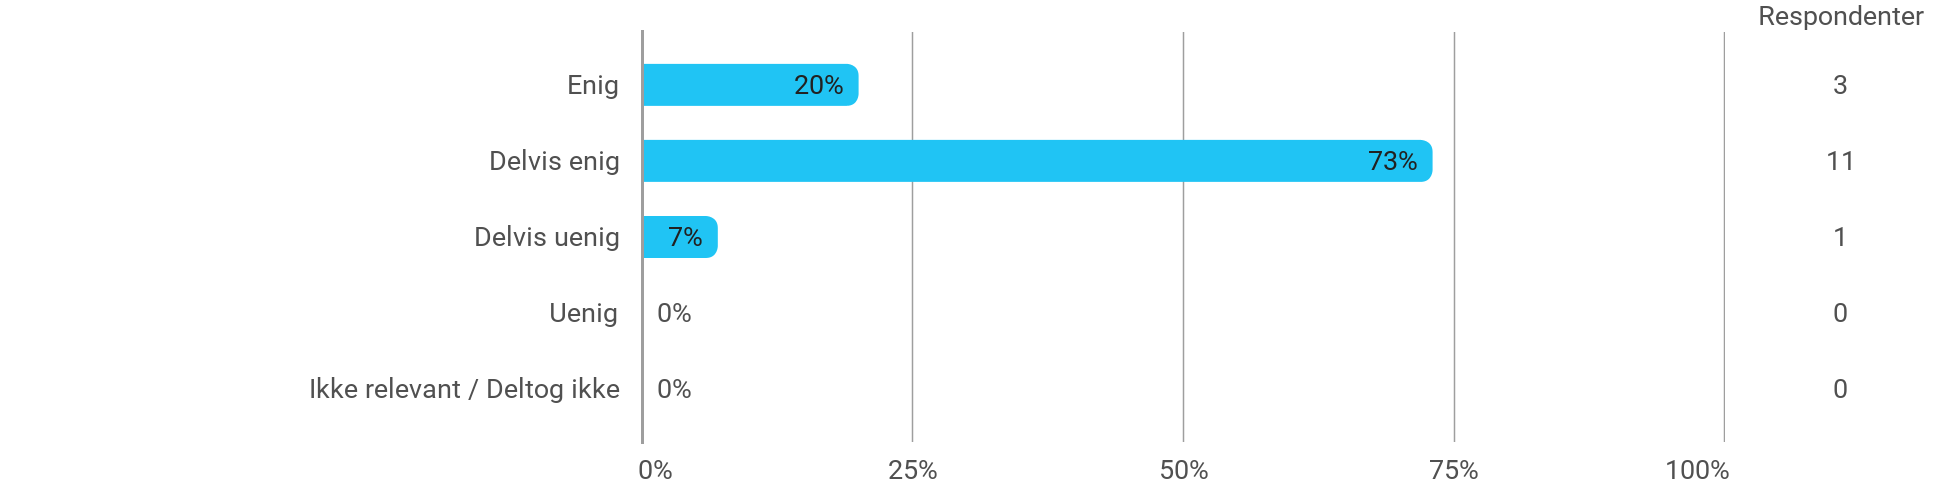 Respondenter
Enig 20% 3
Delvis enig 73% 11
Delvis uenig 7% 1
Uenig 0% 0
Ikke relevant / Deltog ikke 0% 0
0% 25% 50% 75% 100%